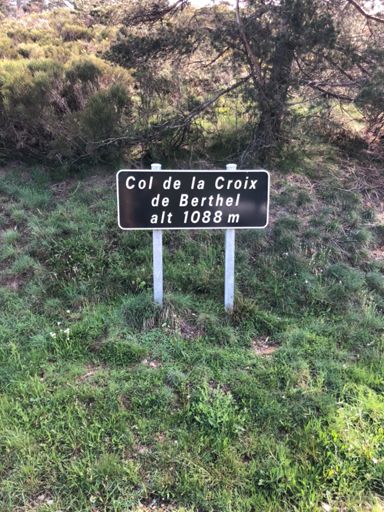 Col de la Croix
de Berthel
alt 1088 m